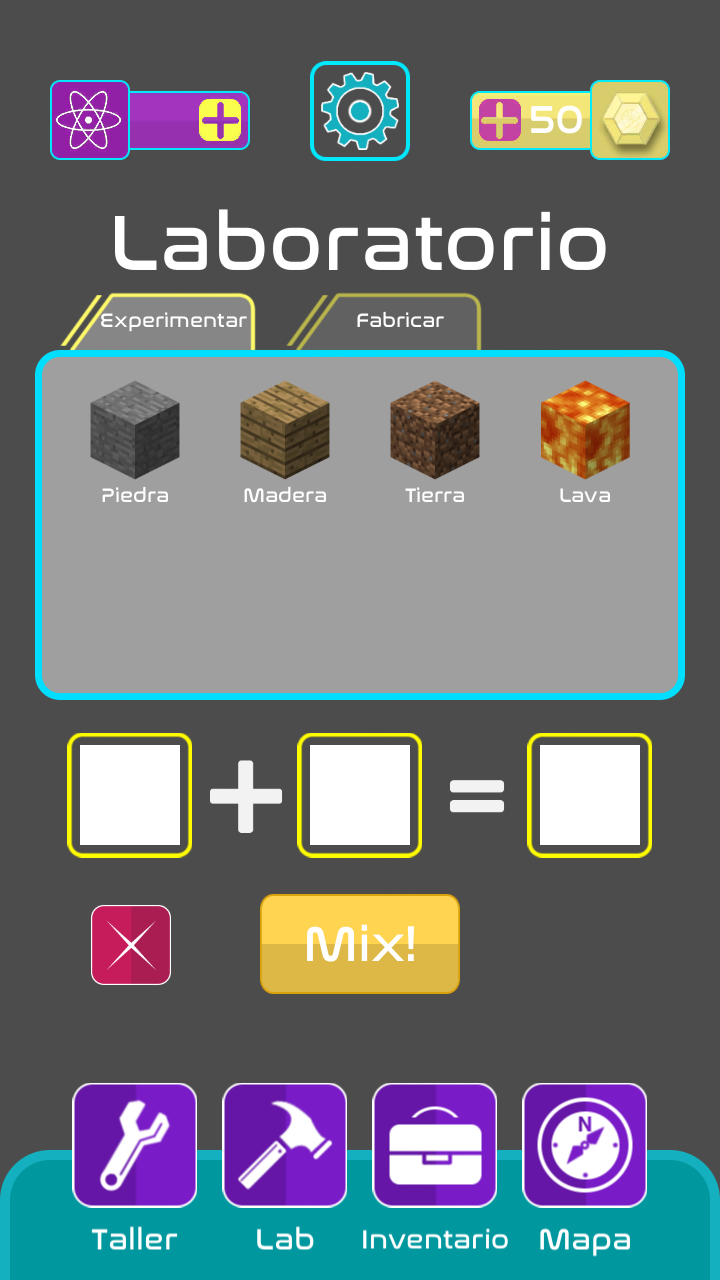 50
Laboratorio
Experimentar
Fabricar
Piedra
Madera
Tierra
Lava
Mix!
N
Taller
Lab
Inventario
Mapa